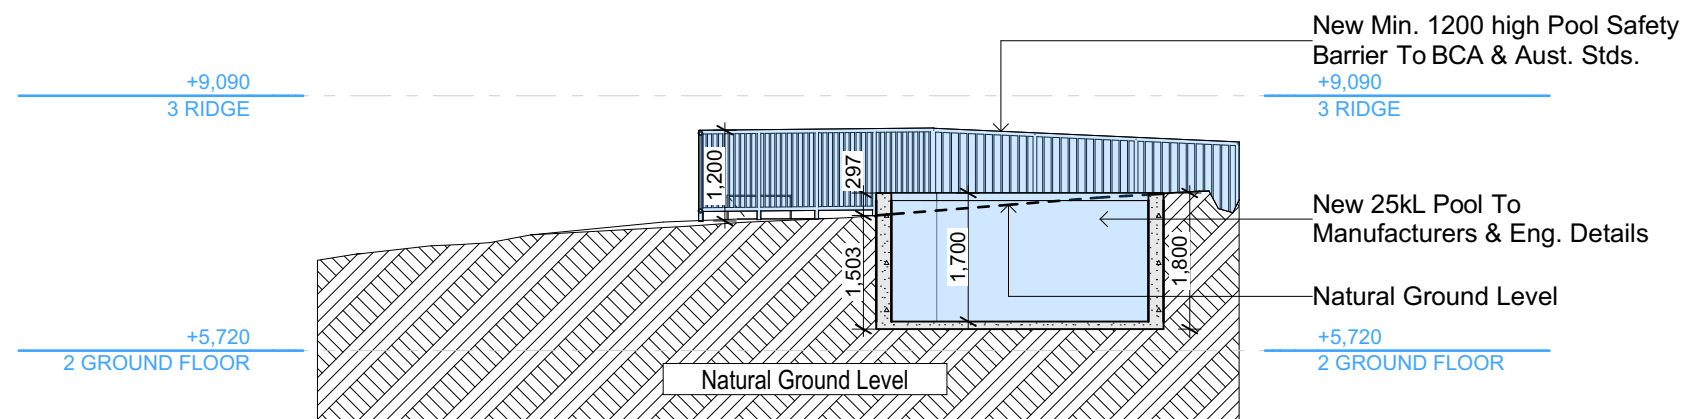 New Min. 1200 high Pool Safety
Barrier To BCA & Aust. Stds.
+9,090
3 RIDGE
+9,090
3 RIDGE
1,200
297
New 25kL Pool To
Manufacturers & Eng. Details
1,503
1,700
1,800
Natural Ground Level
+5,720
2 GROUND FLOOR
+5,720
2 GROUND FLOOR
Natural Ground Level